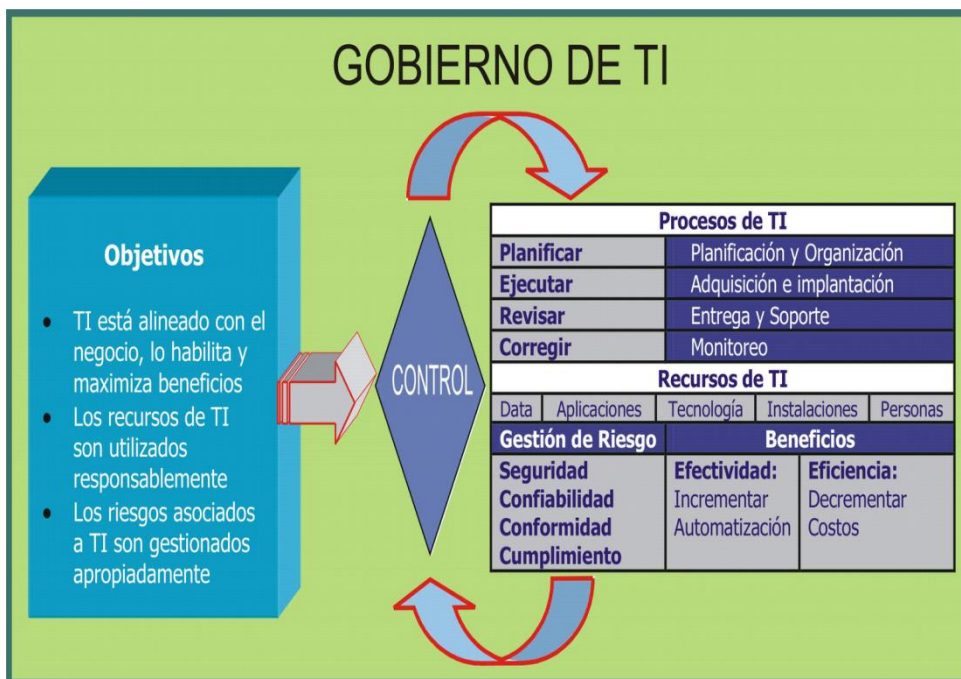 GOBIERNO DE TI
Objetivos
• TI está alineado con el
negocio, lo habilita y
maximiza beneficios
• Los recursos de TI
son utilizados
responsablemente
• Los riesgos asociados
a TI son gestionados
apropiadamente
CONTROL
Procesos de TI
Planificar Planificación y Organización
Ejecutar Adquisición e implantación
Revisar Entrega y Soporte
Corregir Monitoreo
Recursos de TI
Data Aplicaciones Tecnología Instalaciones Personas
Gestión de Riesgo Beneficios
Seguridad Efectividad: Eficiencia:
Confiabilidad Incrementar Decrementar
Conformidad Automatización Costos
Cumplimiento